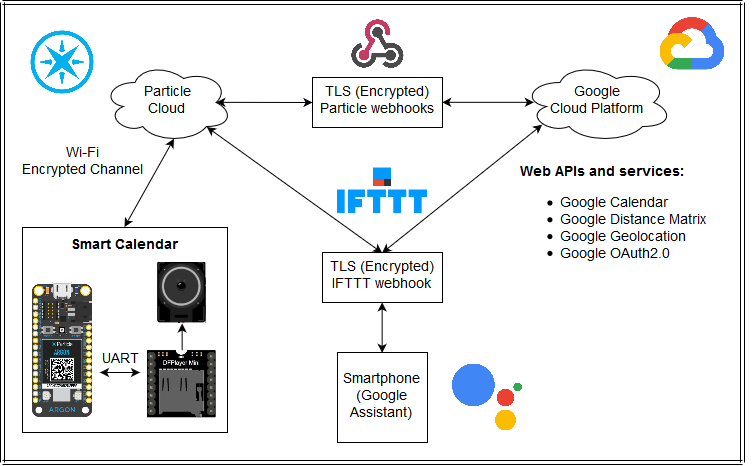 Particle
Cloud
TLS (Encrypted)
Particle webhooks
Google
Cloud Platform
Wi-Fi
Encrypted Channel
IFTTT
Web APIs and services:
Google Calendar
Google Distance Matrix
Google Geolocation
Google OAuth2.0
Smart Calendar
TLS (Encrypted)
IFTTT webhook
UART
Particle
ARGON
ARGON
DFPlayer Mini
Smartphone
(Google
Assistant)